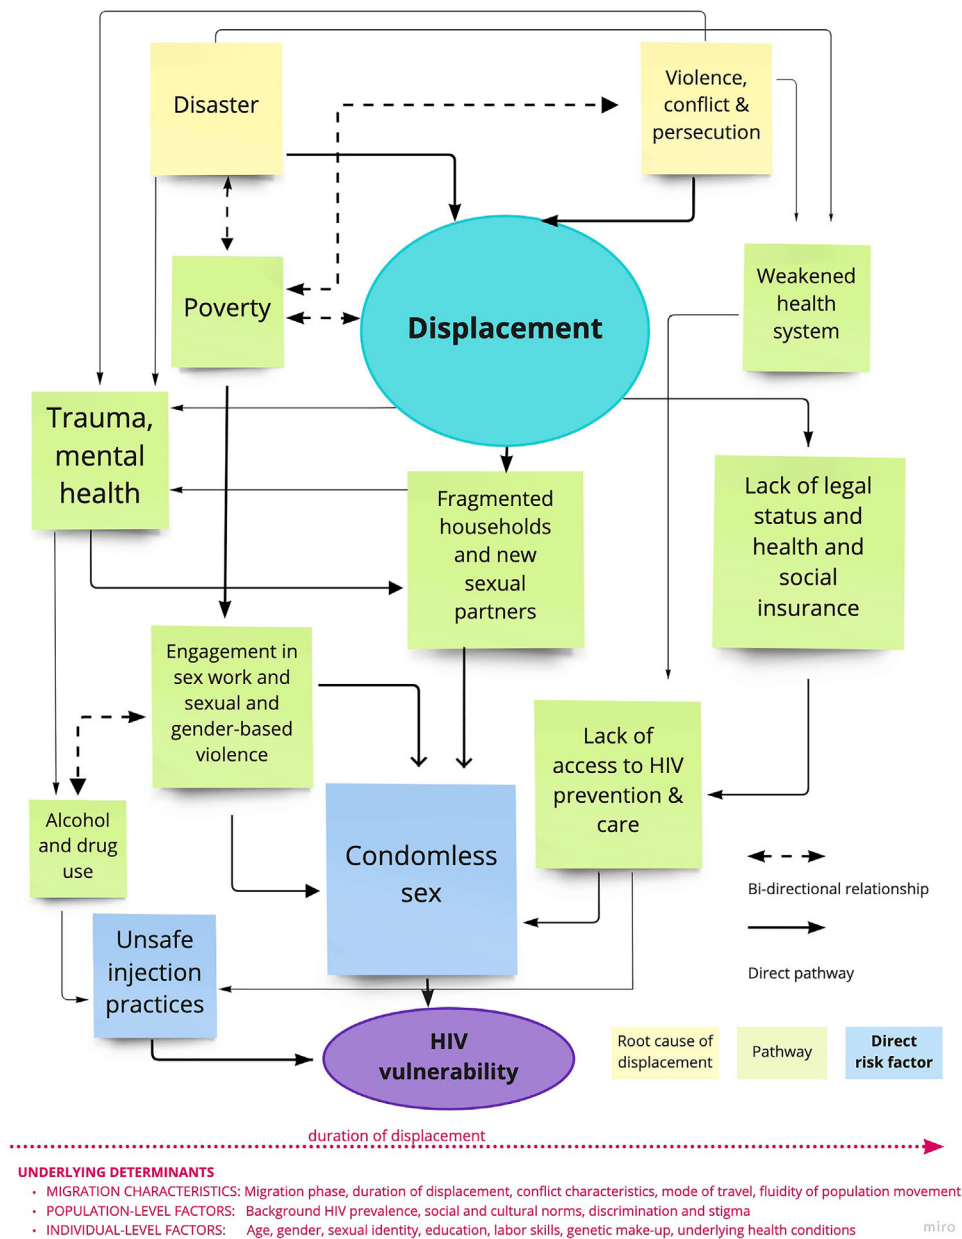 Disaster
Violence,
conflict &
persecution
Poverty
Displacement
Weakened
health
system
Trauma,
mental
health
Fragmented
households
and new
sexual
partners
Lack of legal
status and
health and
social
insurance
Engagement in
sex work and
sexual and
gender-based
violence
Lack of
access to HIV
prevention &
care
Alcohol
and drug
use
Condomless
sex
Bi-directional relationship
Direct pathway
Unsafe
injection
practices
HIV
vulnerability
Root cause of
displacement
Pathway
Direct
risk factor
duration of displacement
UNDERLYING DETERMINANTS
• MIGRATION CHARACTERISTICS: Migration phase, duration of displacement, conflict characteristics, mode of travel, fluidity of population movement
• POPULATION-LEVEL FACTORS: Background HIV prevalence, social and cultural norms, discrimination and stigma
• INDIVIDUAL-LEVEL FACTORS: Age, gender, sexual identity, education, labor skills, genetic make-up, underlying health conditions
miro